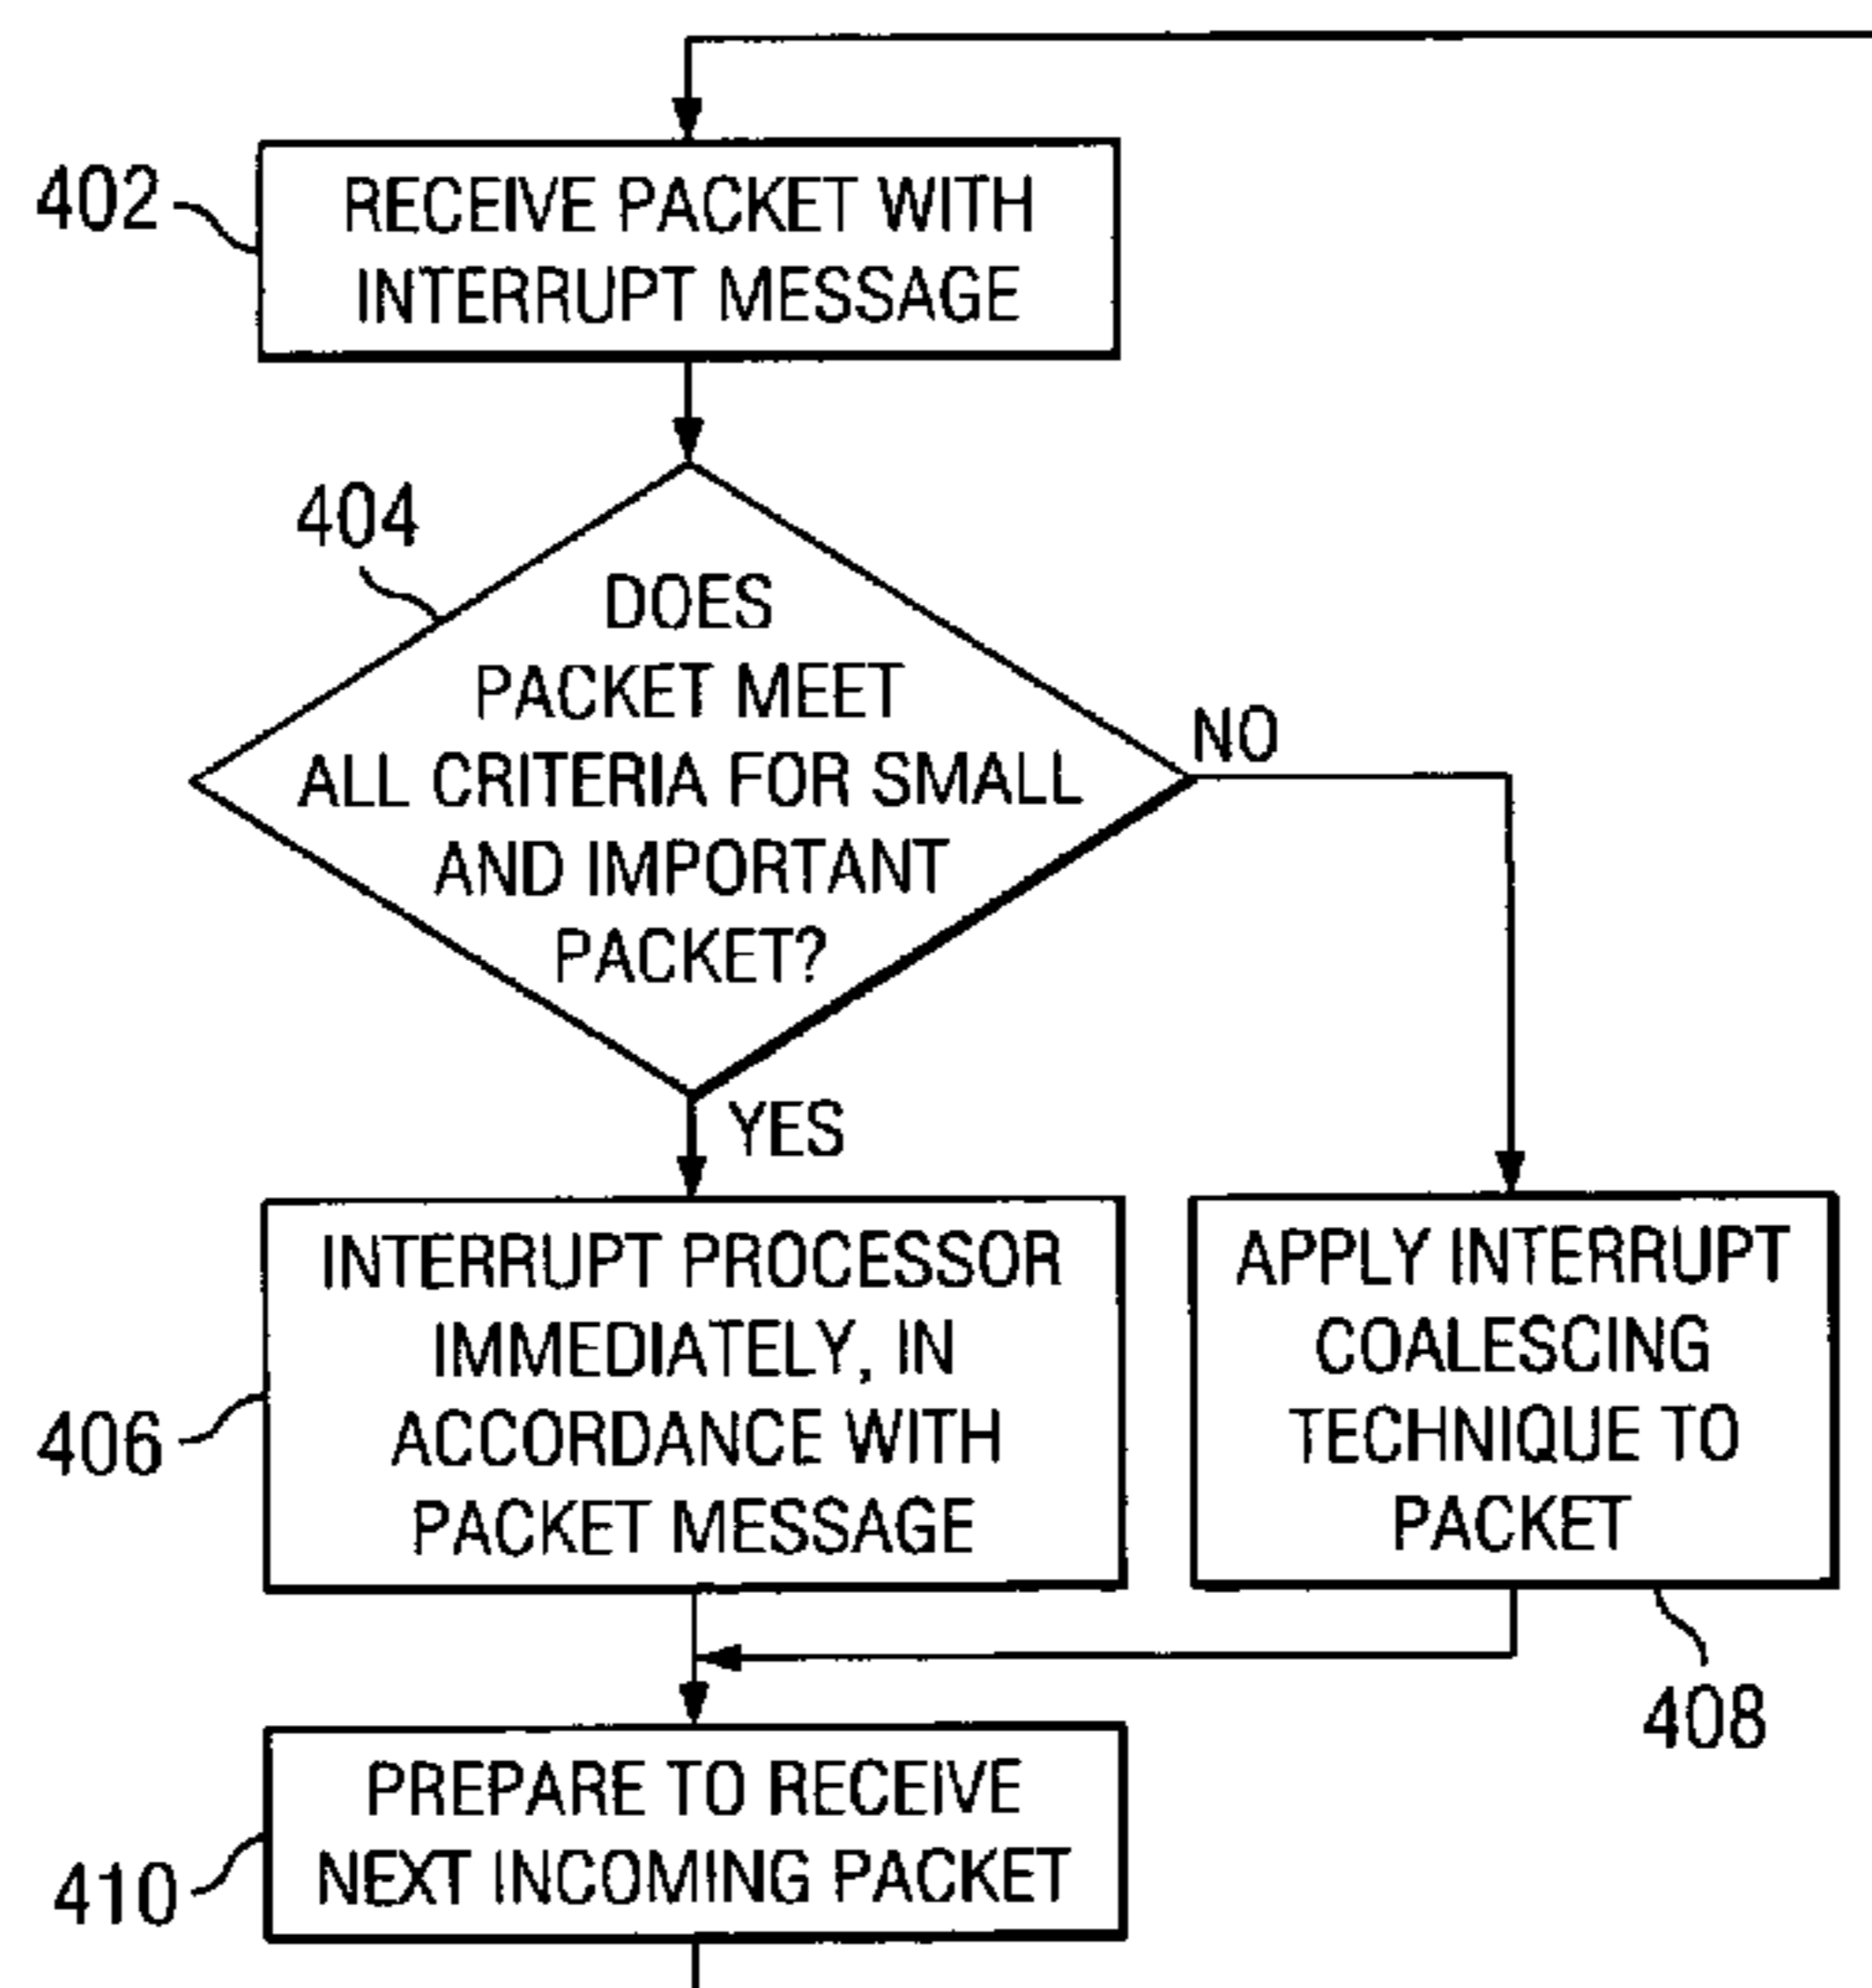 402
RECEIVE PACKET WITH
INTERRUPT MESSAGE
404
DOES
PACKET MEET
ALL CRITERIA FOR SMALL
AND IMPORTANT
PACKET?
NO
YES
INTERRUPT PROCESSOR
IMMEDIATELY, IN
ACCORDANCE WITH
PACKET MESSAGE
406
APPLY INTERRUPT
COALESCING
TECHNIQUE TO
PACKET
408
PREPARE TO RECEIVE
NEXT INCOMING PACKET
410